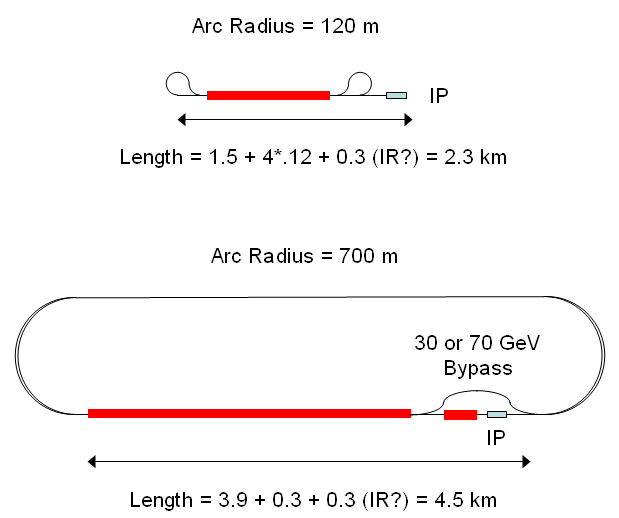 Arc Radius = 120 m
IP
Length = 1.5 + 4*.12 + 0.3 (IR?) = 2.3 km
Arc Radius = 700 m
30 or 70 GeV
Bypass
IP
Length = 3.9 + 0.3 + 0.3 (IR?) = 4.5 km